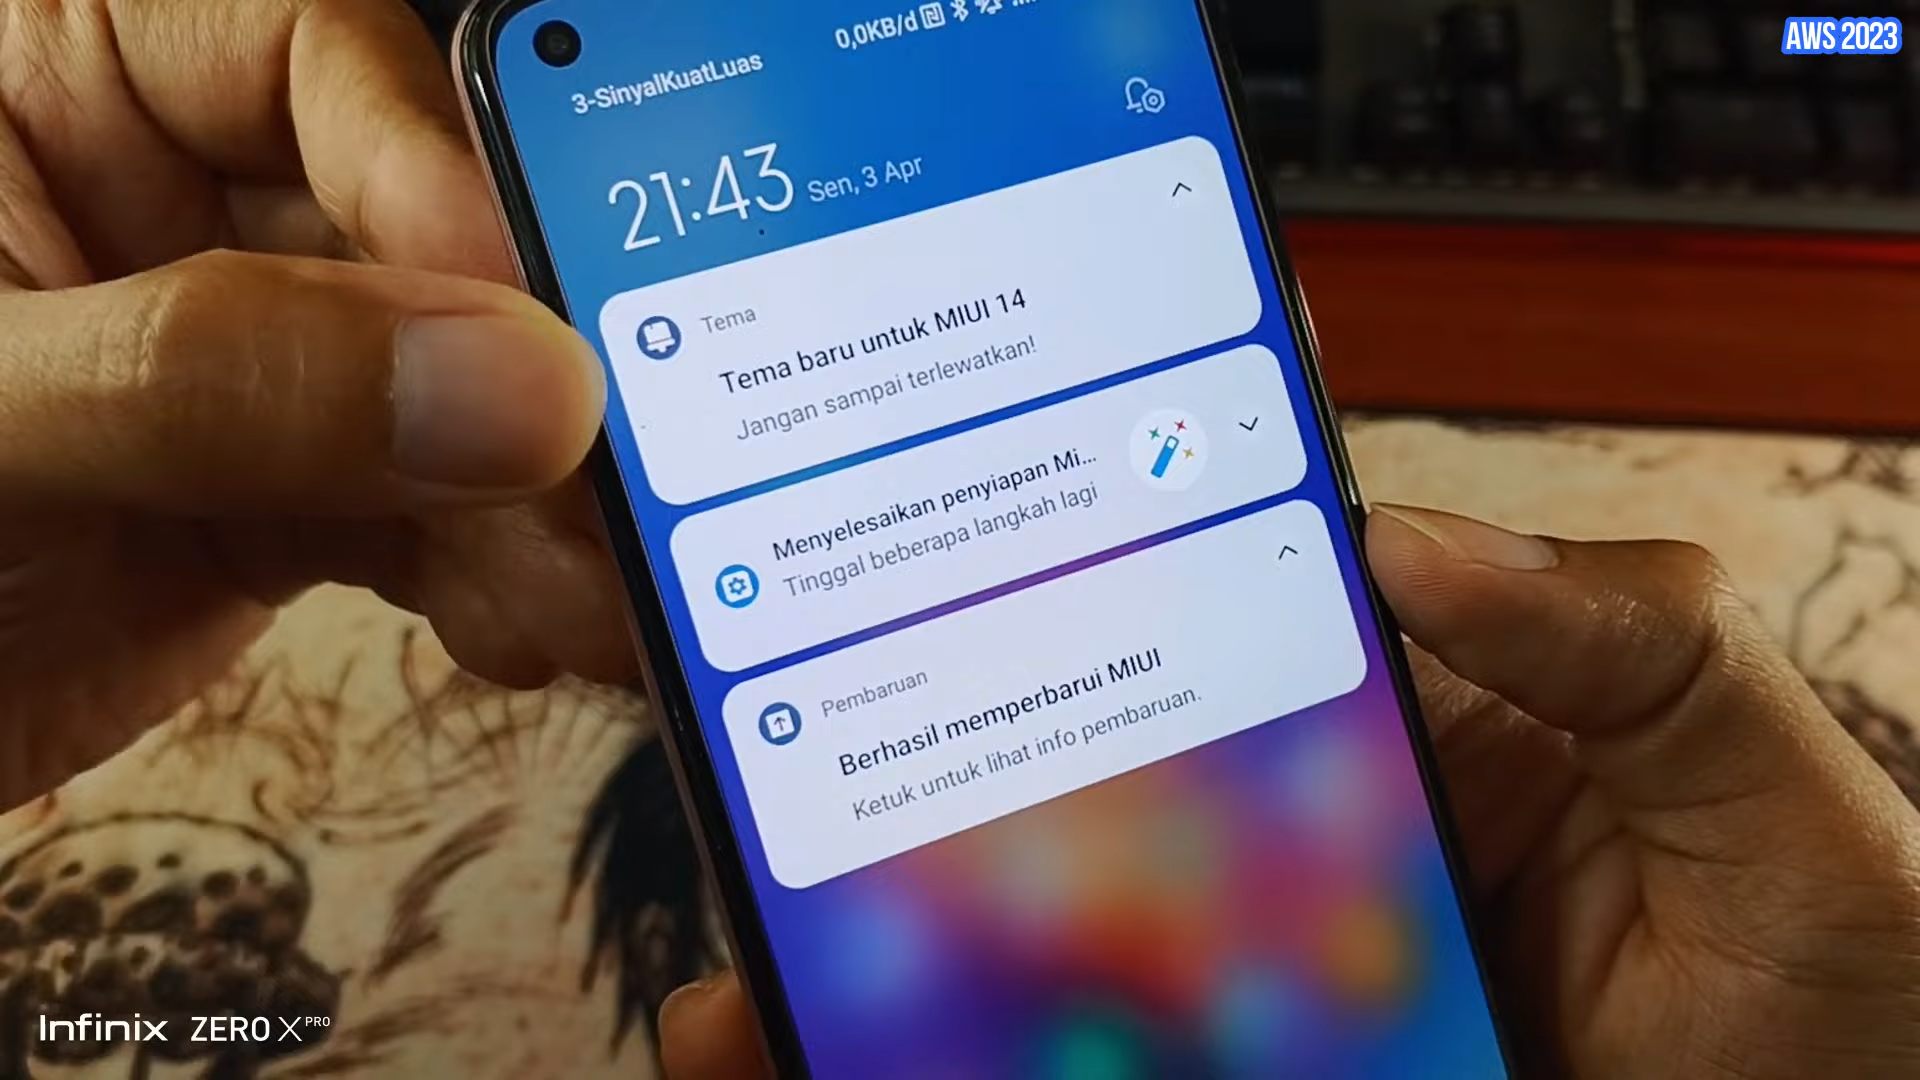 AWS 2023
0,0KB/d
3-SinyalKuatLuas
21:43 Sen, 3 Apr
Tema
Tema baru untuk MIUI 14
Jangan sampai terlewatkan!
Menyelesaikan penyiapan Mi...
Tinggal beberapa langkah lagi
Pembaruan
Berhasil memperbarui MIUI
Ketuk untuk lihat info pembaruan.
Infinix ZERO X PRO